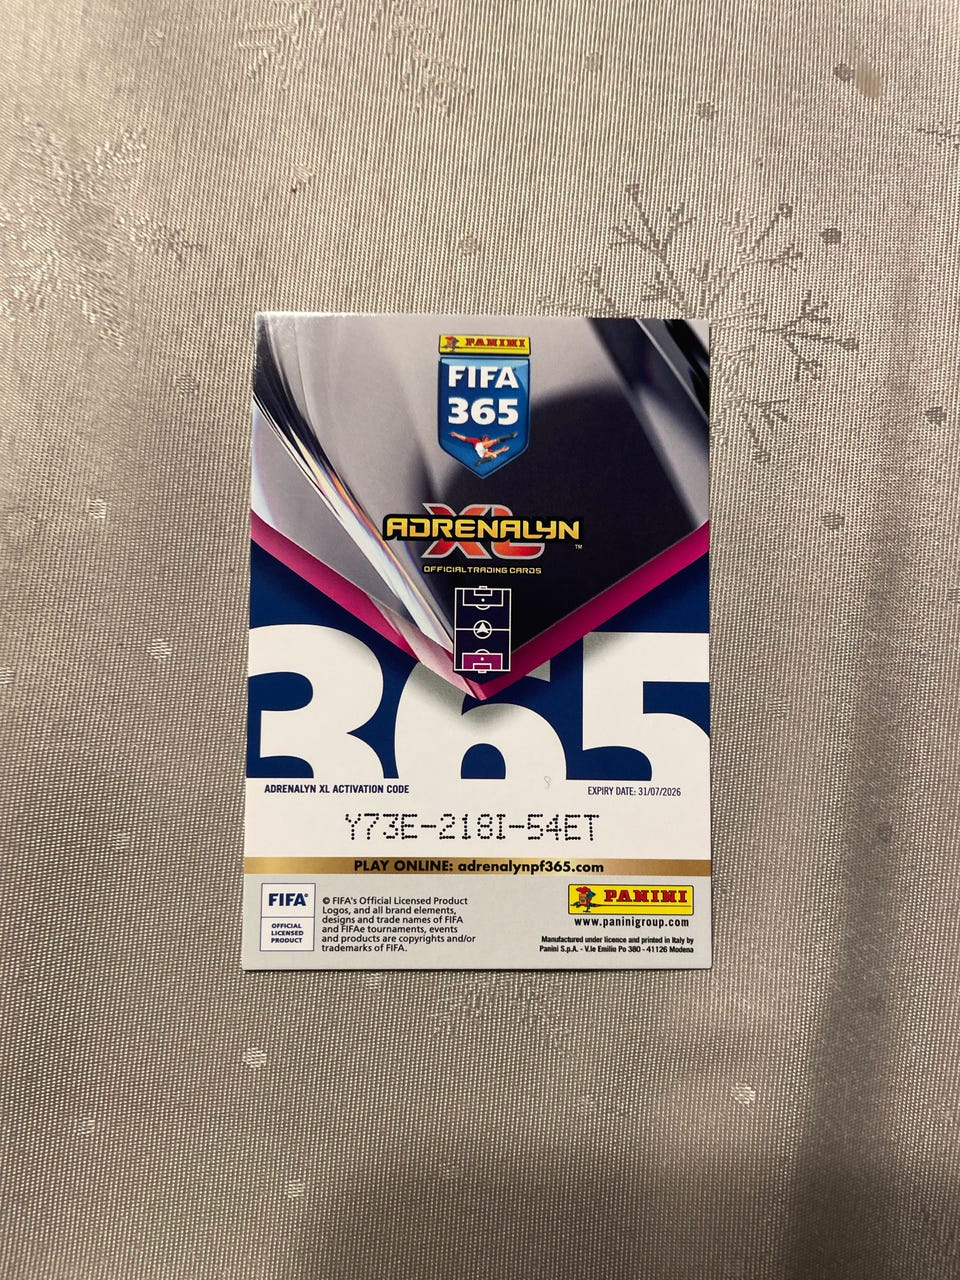 PANINI
FIFA
365
ADRENALYN
XL
TM
OFFICIAL TRADING CARDS
365
ADRENALYN XL ACTIVATION CODE
EXPIRY DATE: 31/07/2026
Y73E-218I-54ET
PLAY ONLINE: adrenalynpf365.com
FIFA®
OFFICIAL
LICENSED
PRODUCT
© FIFA's Official Licensed Product
Logos, and all brand elements,
designs and trade names of FIFA
and FIFAe tournaments, events
and products are copyrights and/or
trademarks of FIFA.
PANINI
www.paninigroup.com
Manufactured under licence and printed in Italy by
Panini S.p.A. - V.le Emilio Po 380 - 41126 Modena